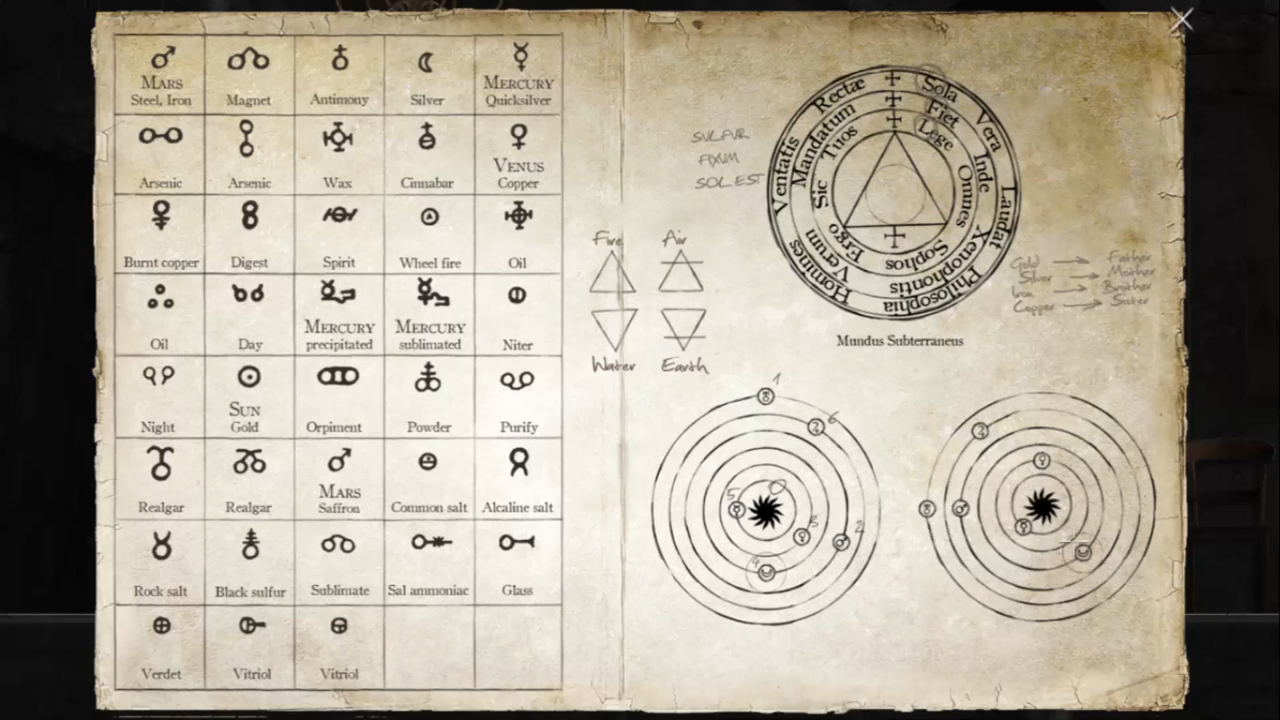 MARS
Steel, Iron
Magnet
Antimony
Silver
MERCURY
Quicksilver
Arsenic
Arsenic
Wax
Cinnabar
VENUS
Copper
Burnt copper
Digest
Spirit
Wheel fire
Oil
Oil
Day
MERCURY
precipitated
MERCURY
sublimated
Niter
Night
SUN
Gold
Orpiment
Powder
Purify
Realgar
Realgar
MARS
Saffron
Common salt
Alcaline salt
Rock salt
Black sulfur
Sublimate
Sal ammoniac
Glass
Verdet
Vitriol
Vitriol
SULFUR
FIXUM
SOL EST
Fire
Air
Water
Earth
Sola Vera Laudat Philosophia Homines Ventatis Rectæ
Fiet Inde Xenophontis Verum Mandatum
Lege Omnes Sophos Ergo Sic Tuos
Mundus Subterraneus
Gold Father
Silver Mother
Iron Brother
Copper Sister
1
6
5
2